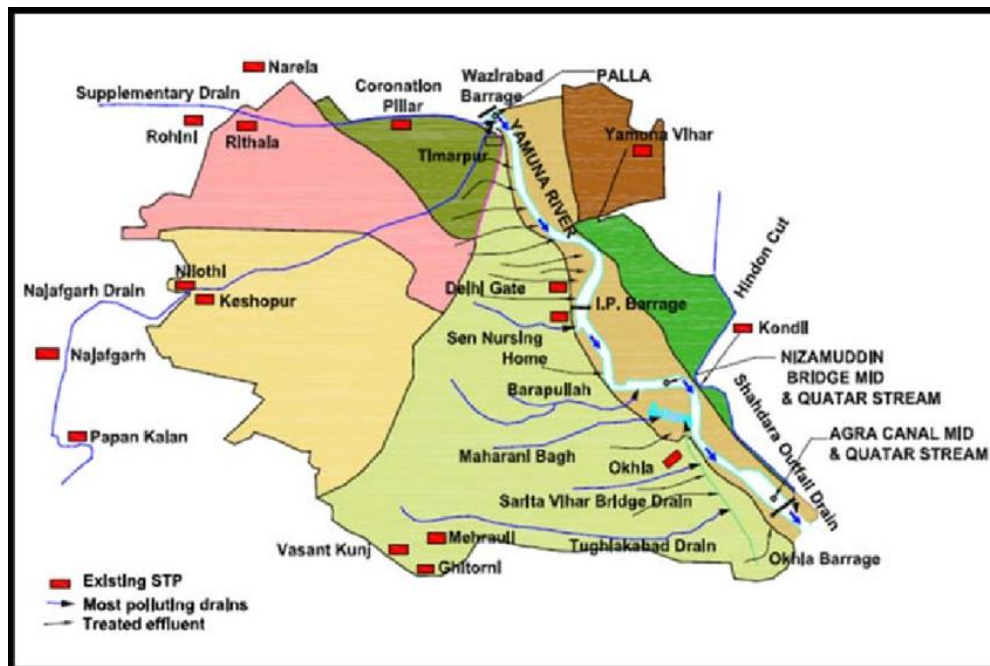 Narela
Supplementary Drain
Coronation
Pillar
Wazirabad
Barrage
PALLA
Rohini
Rithala
Timarpur
YAMUNA RIVER
Yamuna Vihar
Hindon Cut
Nilothi
Keshopur
Najafgarh Drain
Delhi Gate
I.P. Barrage
Kondli
Najafgarh
Sen Nursing
Home
NIZAMUDDIN
BRIDGE MID
& QUATAR STREAM
Barapullah
Shahdara Outfall Drain
Papan Kalan
Maharani Bagh
Okhla
AGRA CANAL MID
& QUATAR STREAM
Sarita Vihar Bridge Drain
Vasant Kunj
Mehrauli
Tughlakabad Drain
Ghitorni
Okhla Barrage
Existing STP
Most polluting drains
Treated effluent